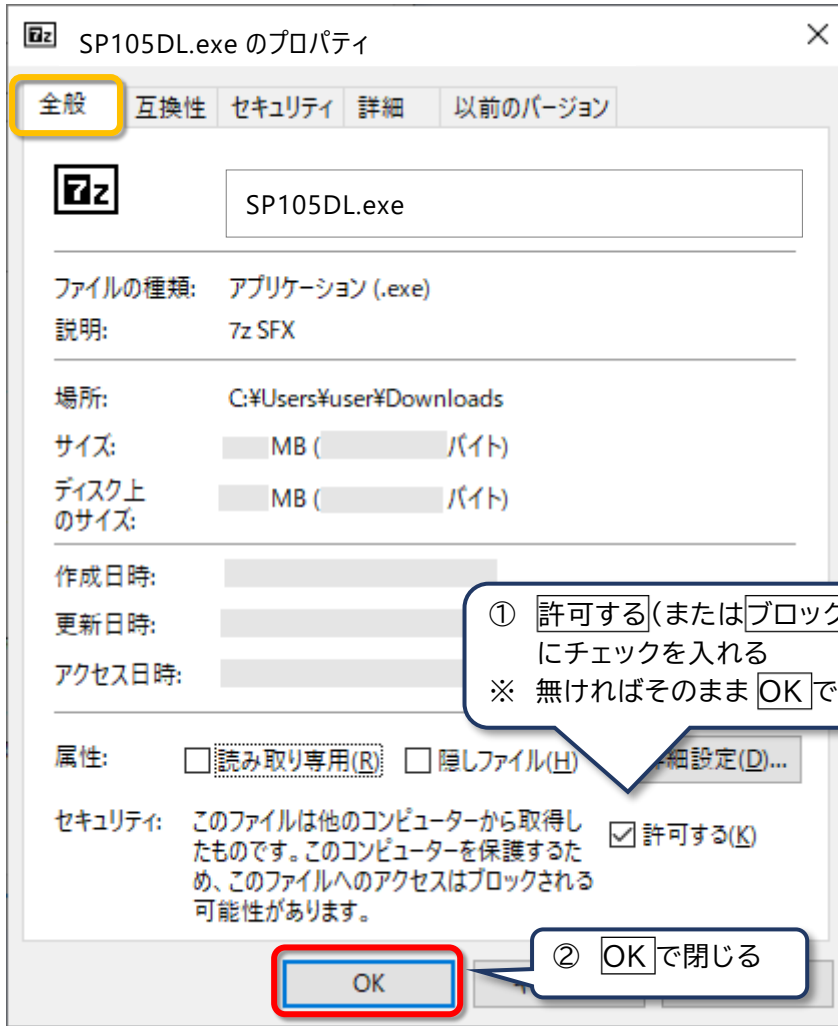 7z SP105DL.exe のプロパティ
全般 互換性 セキュリティ 詳細 以前のバージョン
7z SP105DL.exe
ファイルの種類: アプリケーション (.exe)
説明: 7z SFX
場所: C:¥Users¥user¥Downloads
サイズ: MB ( バイト)
ディスク上
のサイズ: MB ( バイト)
作成日時:
更新日時:
アクセス日時:
① 許可する(またはブロック
にチェックを入れる
※ 無ければそのまま OK で
属性: 読み取り専用(R) 隠しファイル(H) 細設定(D)...
セキュリティ: このファイルは他のコンピューターから取得し
たものです。このコンピューターを保護するた
め、このファイルへのアクセスはブロックされる
可能性があります。
許可する(K)
② OK で閉じる
OK